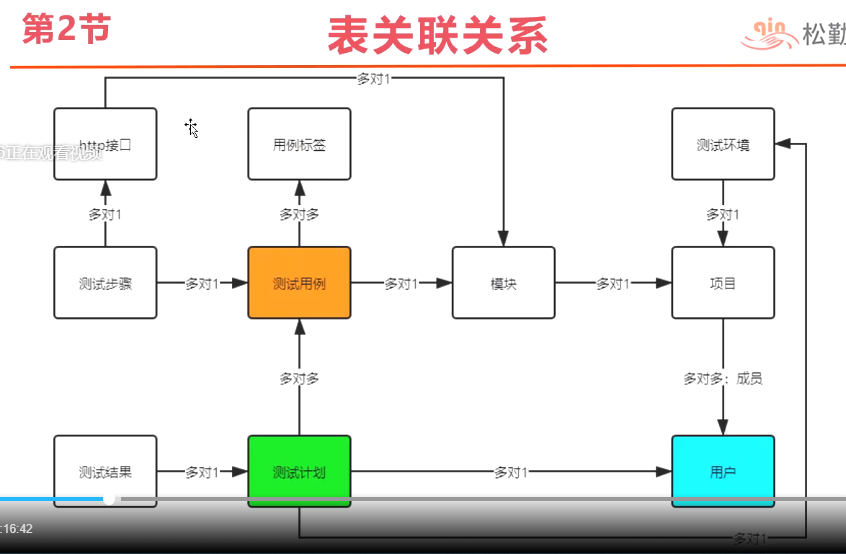 第2节
表关联关系
qin 松勤
多对1
http接口
用例标签
测试环境
正在观看视频
多对1
多对多
多对1
测试步骤
多对1
测试用例
多对1
模块
多对1
项目
多对多
多对多：成员
测试结果
多对1
测试计划
多对1
用户
:16:42
多对1